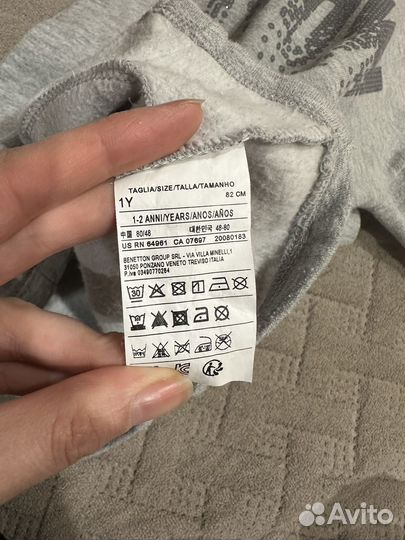 TAGLIA/SIZE/TALLA/TAMANHO
1Y 82 CM
1-2 ANNI/YEARS/ANOS/AÑOS
中国 80/48 대한민국 48-80
US RN 64961 CA 07697 20080183
BENETTON GROUP SRL - VIA VILLA MINELLI,1
31050 PONZANO VENETO TREVISO ITALIA
P.Iva 03490770264
30
Avito